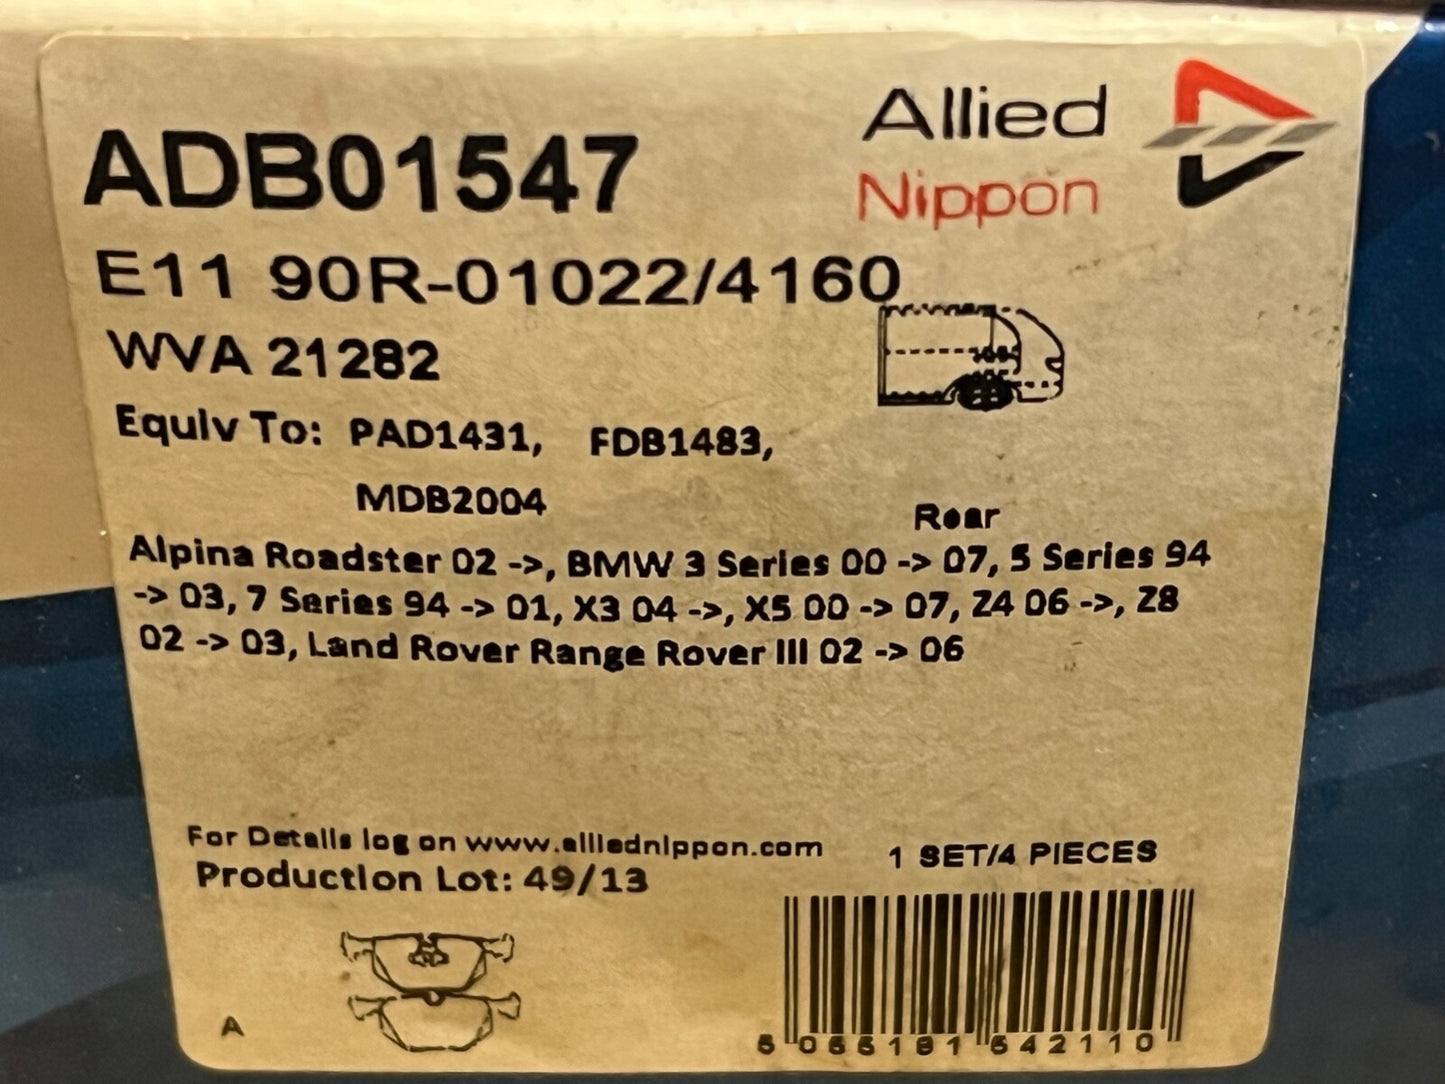 ADB01547
Allied
Nippon
E11 90R-01022/4160
WVA 21282
Equiv To: PAD1431, FDB1483,
MDB2004
Rear
Alpina Roadster 02 ->, BMW 3 Series 00 -> 07, 5 Series 94
-> 03, 7 Series 94 -> 01, X3 04 ->, X5 00 -> 07, Z4 06 ->, Z8
02 -> 03, Land Rover Range Rover III 02 -> 06
For Details log on www.alliednippon.com
1 SET/4 PIECES
Production Lot: 49/13
A